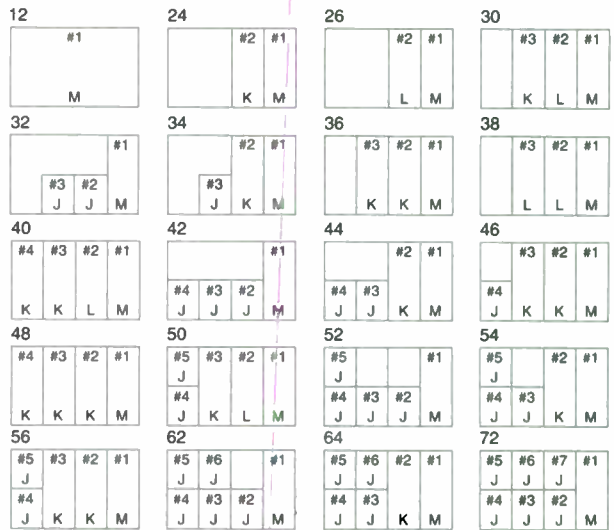 12 24 26 30
#1 #2 #1 #2 #1 #3 #2 #1
M K M L M K L M
32 34 36 38
#1 #2 #1 #3 #2 #1 #3 #2 #1
#3 #2 #3
J J M J K M K K M L L M
40 42 44 46
#4 #3 #2 #1 #1 #2 #1 #3 #2 #1
#4 #3 #2 #4 #3 #4
K K L M J J J M J J K M J K K M
48 50 52 54
#4 #3 #2 #1 #5 #3 #2 #1 #5 #1 #5 #2 #1
J J J
#4 #4 #3 #2 #4 #3
K K K M J K L M J J J M J J K M
56 62 64 72
#5 #3 #2 #1 #5 #6 #1 #5 #6 #2 #1 #5 #6 #7 #1
J J J J J J J J
#4 #4 #3 #2 #4 #3 #4 #3 #2
J K K M J J J M J J K M J J J M